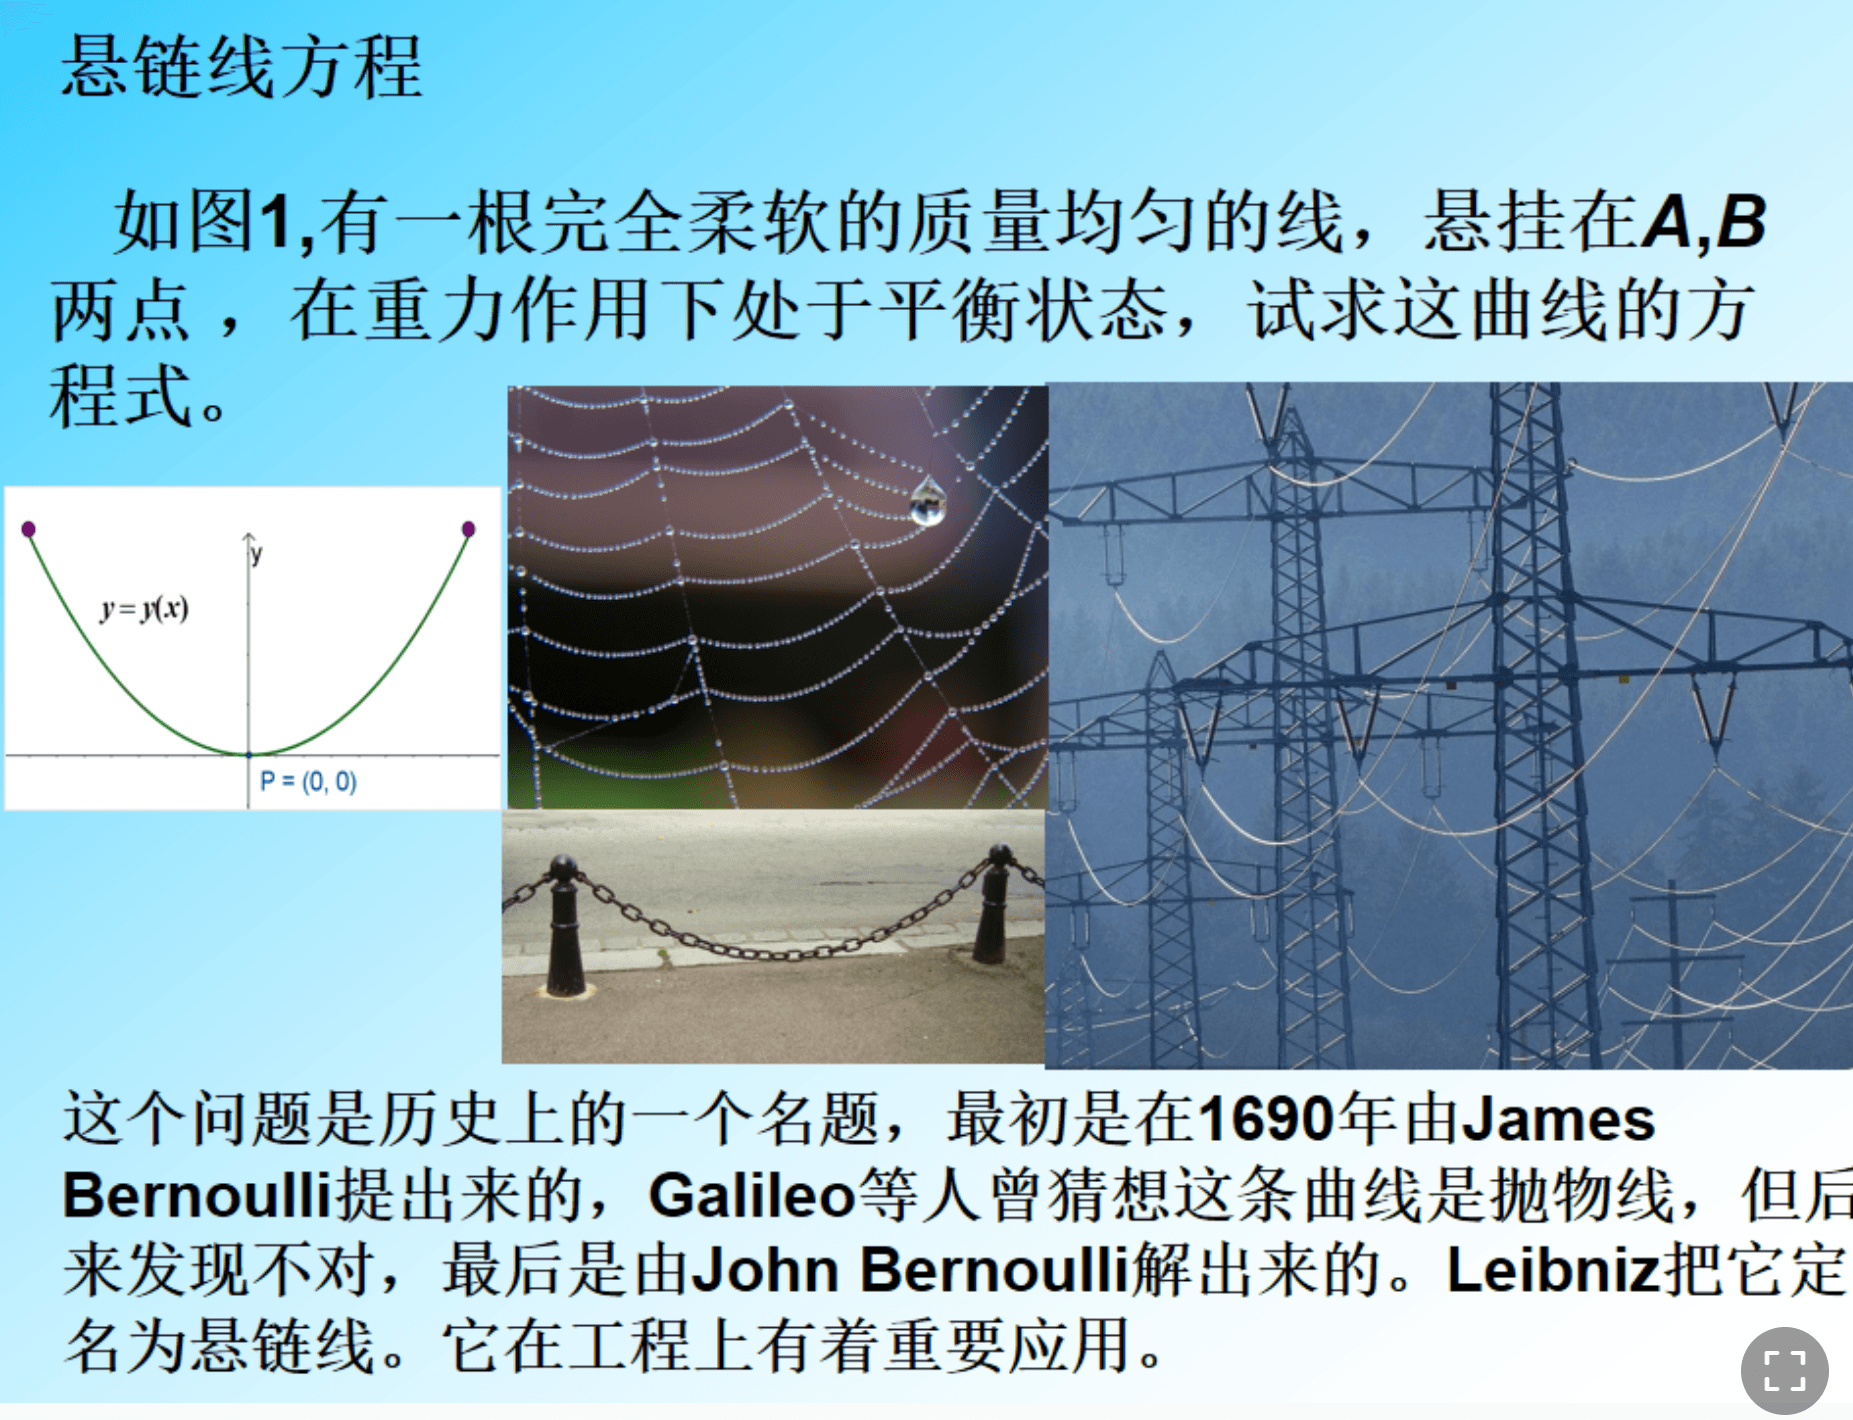 悬链线方程
如图1,有一根完全柔软的质量均匀的线，悬挂在A,B
两点 ，在重力作用下处于平衡状态，试求这曲线的方
程式。
y
y = y(x)
P = (0, 0)
这个问题是历史上的一个名题，最初是在1690年由James
Bernoulli提出来的，Galileo等人曾猜想这条曲线是抛物线，但后
来发现不对，最后是由John Bernoulli解出来的。Leibniz把它定
名为悬链线。它在工程上有着重要应用。